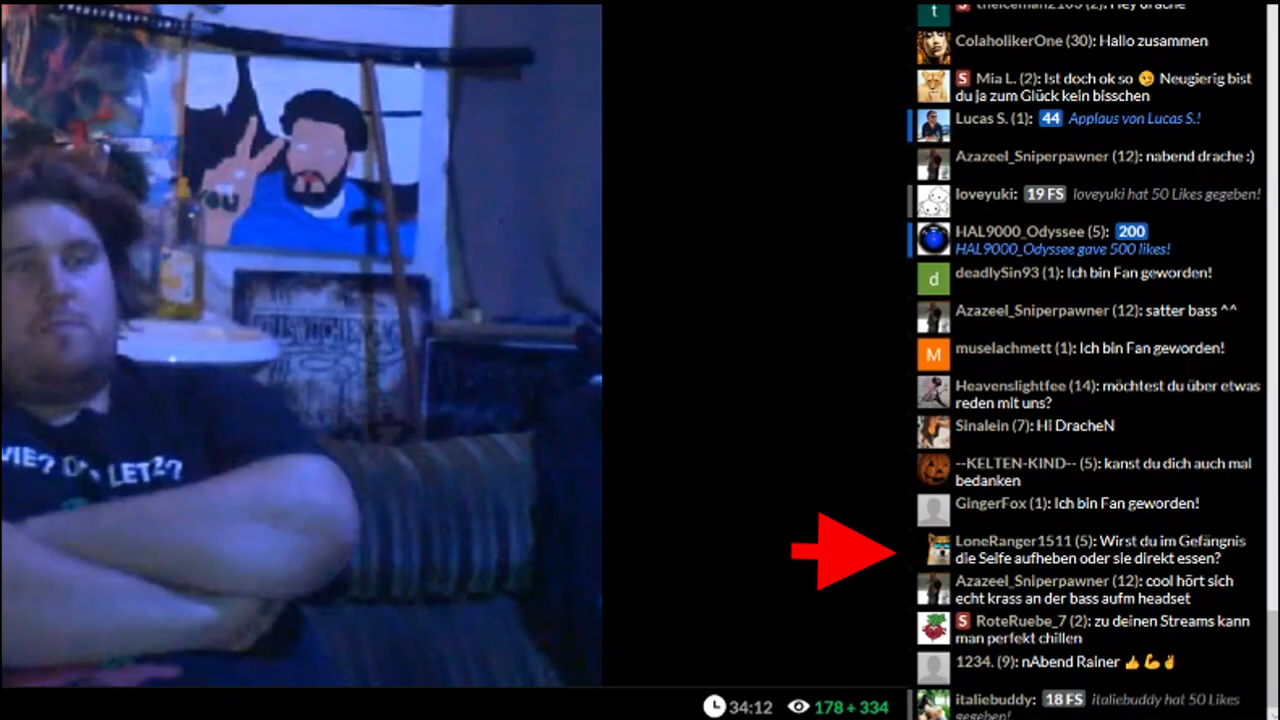 theiceman2105 (2): Hey drache
t
ColaholikerOne (30): Hallo zusammen
S Mia L. (2): Ist doch ok so 😏 Neugierig bist
du ja zum Glück kein bisschen
Lucas S. (1): 44 Applaus von Lucas S.!
Azazeel_Sniperpawner (12): nabend drache :)
loveyuki: 19 FS loveyuki hat 50 Likes gegeben!
HAL9000_Odyssee (5): 200
HAL9000_Odyssee gave 500 likes!
d
deadlySin93 (1): Ich bin Fan geworden!
Azazeel_Sniperpawner (12): satter bass ^^
M
muselachmett (1): Ich bin Fan geworden!
Heavenslightfee (14): möchtest du über etwas
reden mit uns?
Sinalein (7): Hi DracheN
--KELTEN-KIND-- (5): kanst du dich auch mal
bedanken
GingerFox (1): Ich bin Fan geworden!
LoneRanger1511 (5): Wirst du im Gefängnis
die Seife aufheben oder sie direkt essen?
Azazeel_Sniperpawner (12): cool hört sich
echt krass an der bass aufm headset
S RoteRuebe_7 (2): zu deinen Streams kann
man perfekt chillen
1234. (9): nAbend Rainer 👍💪✌
italiebuddy: 18 FS italiebuddy hat 50 Likes
gegeben!
34:12 178 + 334